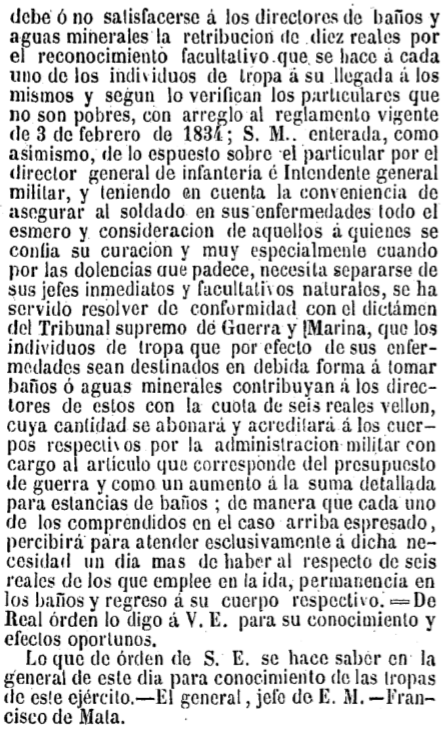 debe ó no satisfacerse á los directores de baños y
aguas minerales la retribucion de diez reales por
el reconocimiento facultativo que se hace á cada
uno de los individuos de tropa á su llegada á los
mismos y segun lo verifican los particulares que
no son pobres, con arreglo al reglamento vigente
de 3 de febrero de 1834; S. M.. enterada, como
asimismo, de lo espuesto sobre el particular por el
director general de infantería é Intendente general
militar, y teniendo en cuenta la conveniencia de
asegurar al soldado en sus enfermedades todo el
esmero y consideracion de aquellos á quienes se
confia su curacion y muy especialmente cuando
por las dolencias que padece, necesita separarse de
sus jefes inmediatos y facultativos naturales, se ha
servido resolver de conformidad con el dictámen
del Tribunal supremo de Guerra y Marina, que los
individuos de tropa que por efecto de sus enfer-
medades sean destinados en debida forma á tomar
baños ó aguas minerales contribuyan á los direc-
tores de estos con la cuota de seis reales vellon,
cuya cantidad se abonará y acreditará á los cuer-
pos respectivos por la administracion militar con
cargo al artículo que corresponde del presupuesto
de guerra y como un aumento á la suma detallada
para estancias de baños ; de manera que cada uno
de los comprendidos en el caso arriba espresado,
percibirá para atender esclusivamente á dicha ne-
cesidad un dia mas de haber al respecto de seis
reales de los que emplee en la ida, permanencia en
los baños y regreso á su cuerpo respectivo.=De
Real órden lo digo á V. E. para su conocimiento y
efectos oportunos.
Lo que de órden de S. E. se hace saber en la
general de este dia para conocimiento de las tropas
de este ejército.—El general, jefe de E. M.—Fran-
cisco de Mata.